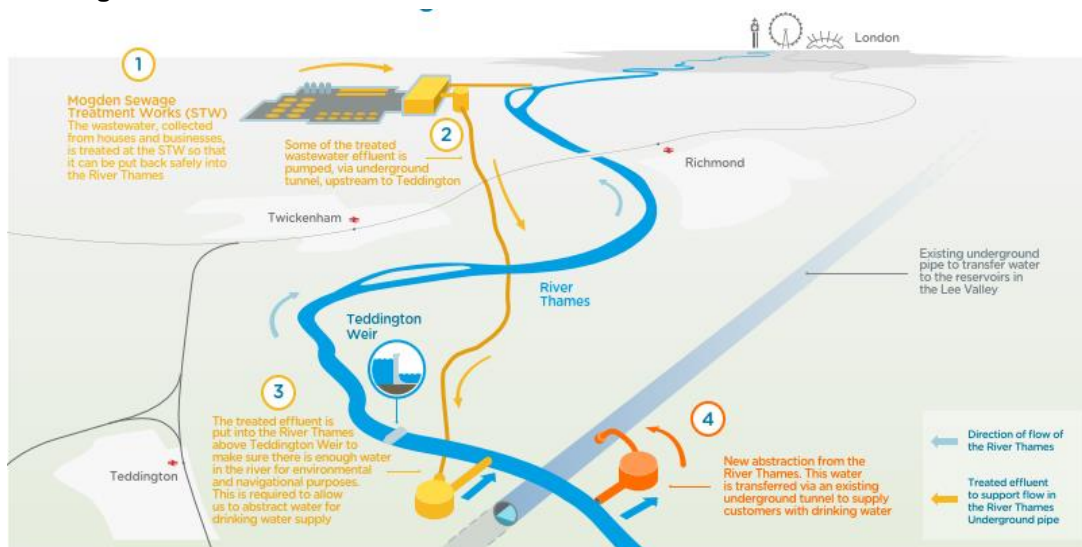 London
1
Mogden Sewage
Treatment Works (STW)
The wastewater, collected
from houses and businesses,
is treated at the STW so that
it can be put back safely into
the River Thames
2
Some of the treated
wastewater effluent is
pumped, via underground
tunnel, upstream to Teddington
Richmond
Twickenham
Existing underground
pipe to transfer water
to the reservoirs in
the Lee Valley
River
Thames
Teddington
Weir
3
The treated effluent is
put into the River Thames
above Teddington Weir to
make sure there is enough water
in the river for environmental
and navigational purposes.
This is required to allow
us to abstract water for
drinking water supply
Teddington
4
New abstraction from the
River Thames. This water
is transferred via an existing
underground tunnel to supply
customers with drinking water
Direction of flow of
the River Thames
Treated effluent
to support flow in
the River Thames
Underground pipe